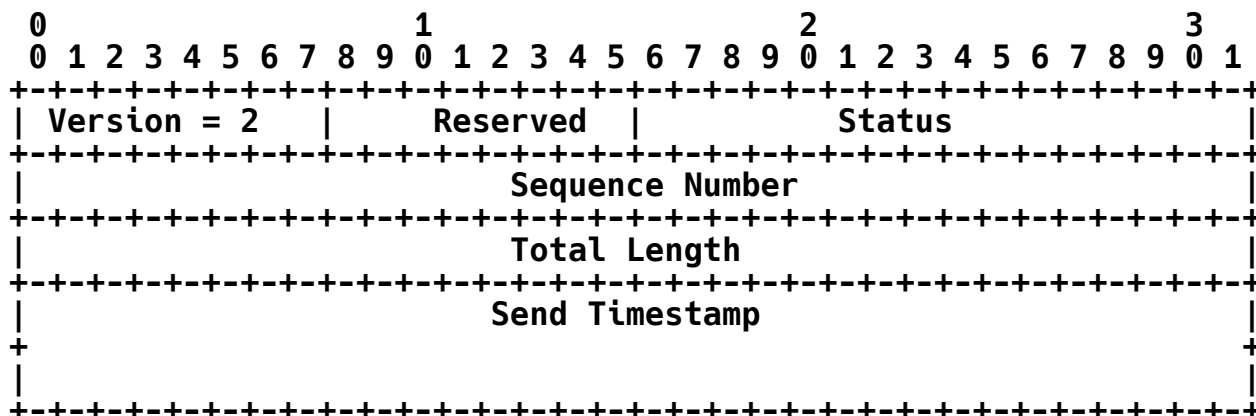 0                   1                   2                   3
 0 1 2 3 4 5 6 7 8 9 0 1 2 3 4 5 6 7 8 9 0 1 2 3 4 5 6 7 8 9 0 1
+-+-+-+-+-+-+-+-+-+-+-+-+-+-+-+-+-+-+-+-+-+-+-+-+-+-+-+-+-+-+-+-+
| Version = 2   |     Reserved  |          Status               |
+-+-+-+-+-+-+-+-+-+-+-+-+-+-+-+-+-+-+-+-+-+-+-+-+-+-+-+-+-+-+-+-+
|                         Sequence Number                       |
+-+-+-+-+-+-+-+-+-+-+-+-+-+-+-+-+-+-+-+-+-+-+-+-+-+-+-+-+-+-+-+-+
|                         Total Length                          |
+-+-+-+-+-+-+-+-+-+-+-+-+-+-+-+-+-+-+-+-+-+-+-+-+-+-+-+-+-+-+-+-+
|                        Send Timestamp                         |
+                                                               +
|                                                               |
+-+-+-+-+-+-+-+-+-+-+-+-+-+-+-+-+-+-+-+-+-+-+-+-+-+-+-+-+-+-+-+-+